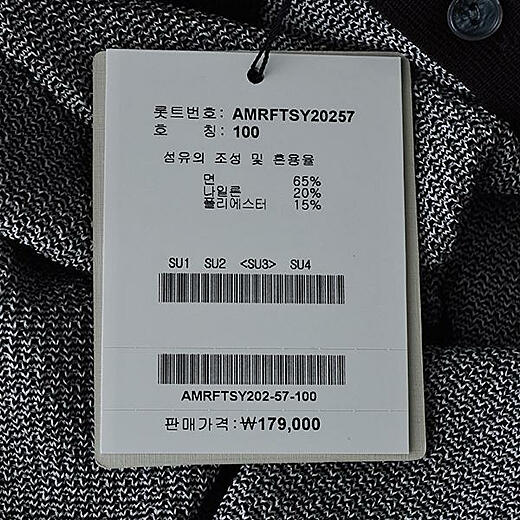 롯트번호: AMRFTSY20257
호 칭: 100
섬유의 조성 및 혼용율
면 65%
나일론 20%
폴리에스터 15%
SU1 SU2 <SU3> SU4
AMRFTSY202-57-100
판매가격:₩179,000